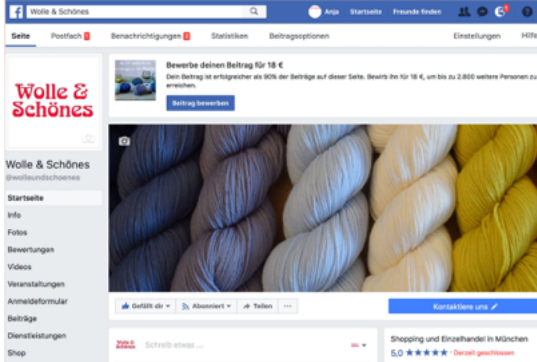 Wolle & Schönes
Anja Startseite Freunde finden
Seite Postfach Benachrichtigungen Statistiken Beitragsoptionen Einstellungen Hilfe
Bewerbe deinen Beitrag für 18 €
Dein Beitrag ist erfolgreicher als 90% der Beiträge auf dieser Seite. Bewirb ihn für 18 €, um bis zu 2.800 weitere Personen zu
erreichen.
Beitrag bewerben
Wolle &
Schönes
Wolle & Schönes
@wolleundschoenes
Startseite
Info
Fotos
Bewertungen
Videos
Veranstaltungen
Anmeldeformular
Beiträge
Dienstleistungen
Shop
Gefällt dir Abonniert Teilen ...
Kontaktiere uns
Wolle &
Schönes
Schreib etwas ...
Shopping und Einzelhandel in München
5,0 ★★★★★ · Derzeit geschlossen